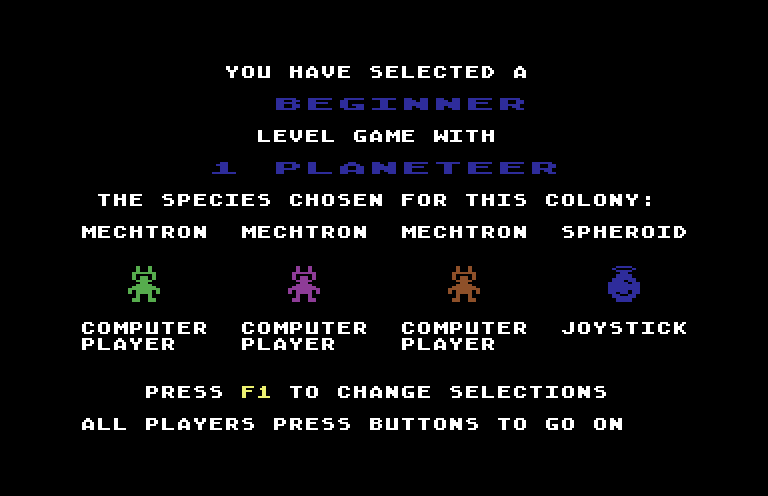 YOU HAVE SELECTED A
BEGINNER
LEVEL GAME WITH
1 PLANETEER
THE SPECIES CHOSEN FOR THIS COLONY:
MECHTRON MECHTRON MECHTRON SPHEROID
COMPUTER COMPUTER COMPUTER JOYSTICK
PLAYER PLAYER PLAYER
PRESS F1 TO CHANGE SELECTIONS
ALL PLAYERS PRESS BUTTONS TO GO ON